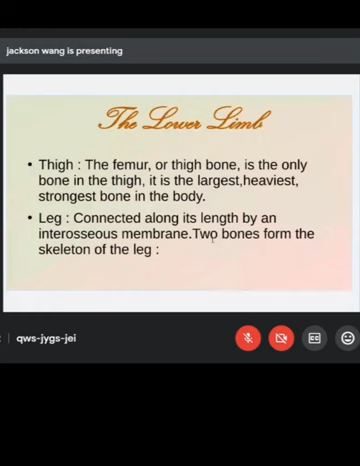 jackson wang is presenting
The Lower Limb
• Thigh : The femur, or thigh bone, is the only
bone in the thigh, it is the largest,heaviest,
strongest bone in the body.
• Leg : Connected along its length by an
interosseous membrane.Two bones form the
skeleton of the leg :
| qws-jygs-jei
CC